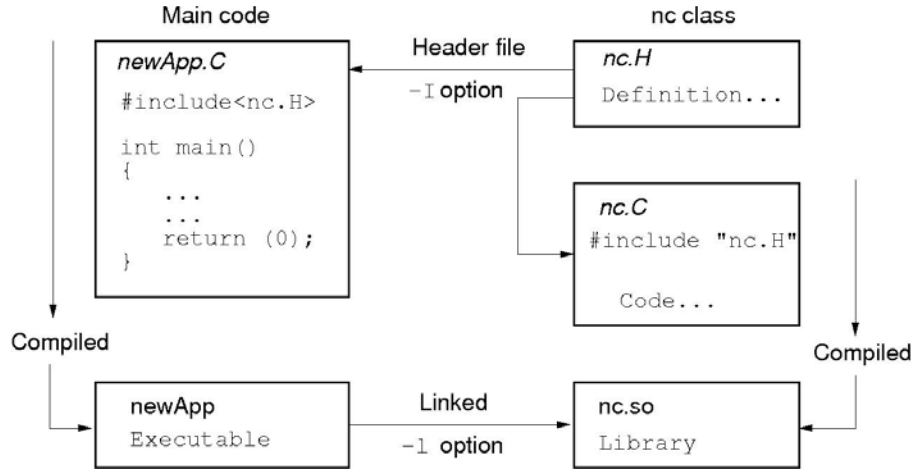 Main code
newApp.C
#include<nc.H>
int main()
{
...
...
return (0);
}
Header file
-I option
nc class
nc.H
Definition...
nc.C
#include "nc.H"
Code...
Compiled
Compiled
newApp
Executable
Linked
-l option
nc.so
Library